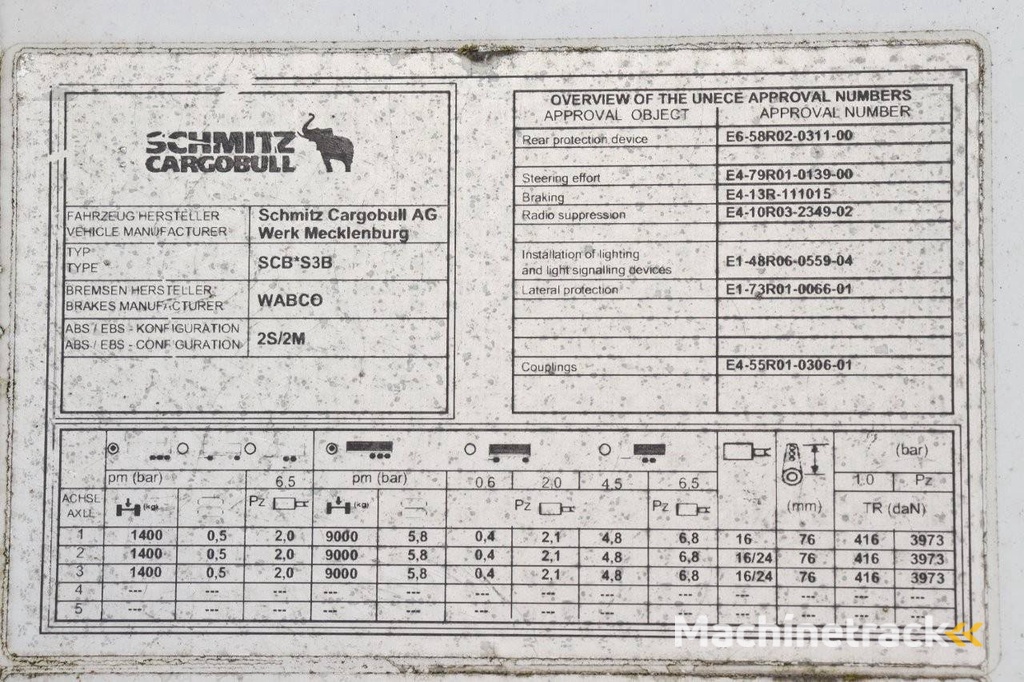 SCHMITZ
CARGOBULL
FAHRZEUG HERSTELLER
VEHICLE MANUFACTURER
Schmitz Cargobull AG
Werk Mecklenburg
TYP
TYPE
SCB*S3B
BREMSEN HERSTELLER
BRAKES MANUFACTURER
WABCO
ABS / EBS - KONFIGURATION
ABS / EBS - CONFIGURATION
2S/2M
OVERVIEW OF THE UNECE APPROVAL NUMBERS
APPROVAL OBJECT APPROVAL NUMBER
Rear protection device E6-58R02-0311-00
Steering effort E4-79R01-0139-00
Braking E4-13R-111015
Radio suppression E4-10R03-2349-02
Installation of lighting
and light signalling devices E1-48R06-0559-04
Lateral protection E1-73R01-0066-01
Couplings E4-55R01-0306-01
(bar)
pm (bar) 6,5 pm (bar) 0,6 2,0 4,5 6,5 1,0 Pz
ACHSE
AXLE
(kg) Pz (kg) Pz Pz (mm) TR (daN)
1 1400 0,5 2,0 9000 5,8 0,4 2,1 4,8 6,8 16 76 416 3973
2 1400 0,5 2,0 9000 5,8 0,4 2,1 4,8 6,8 16/24 76 416 3973
3 1400 0,5 2,0 9000 5,8 0,4 2,1 4,8 6,8 16/24 76 416 3973
4 --- --- --- --- --- --- --- --- --- --- --- --- ---
5 --- --- --- --- --- --- --- --- --- --- --- --- ---
Machinetrack